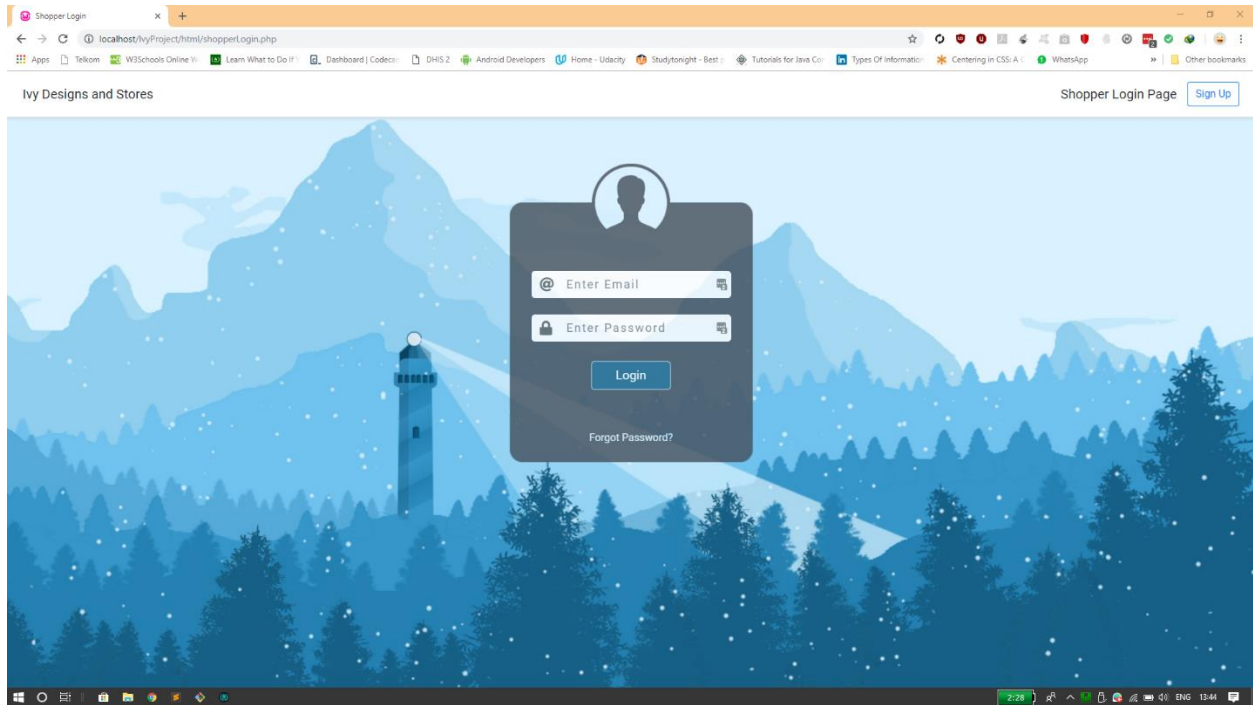 Shopper Login
localhost/IvyProject/html/shopperLogin.php
Apps Telkom W3Schools Online W Learn What to Do If Dashboard | Codeca DHIS 2 Android Developers Home - Udacity Studytonight - Best Tutorials for Java Co Types Of Information Centering in CSS: A WhatsApp » Other bookmarks
Ivy Designs and Stores Shopper Login Page Sign Up
@ Enter Email
Enter Password
Login
Forgot Password?
2:28 ENG 13:44